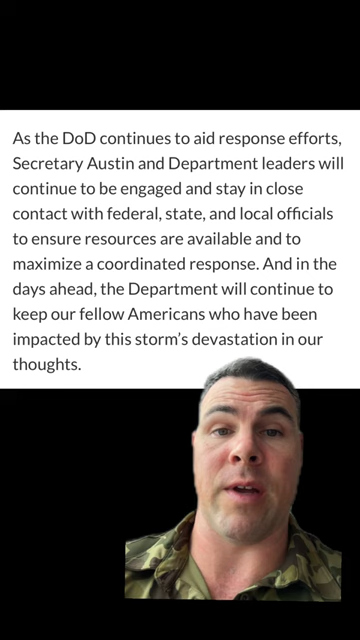 As the DoD continues to aid response efforts,
Secretary Austin and Department leaders will
continue to be engaged and stay in close
contact with federal, state, and local officials
to ensure resources are available and to
maximize a coordinated response. And in the
days ahead, the Department will continue to
keep our fellow Americans who have been
impacted by this storm’s devastation in our
thoughts.